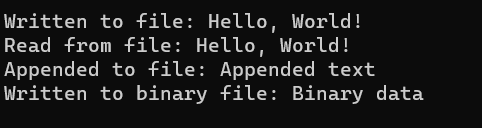 Written to file: Hello, World!
Read from file: Hello, World!
Appended to file: Appended text
Written to binary file: Binary data